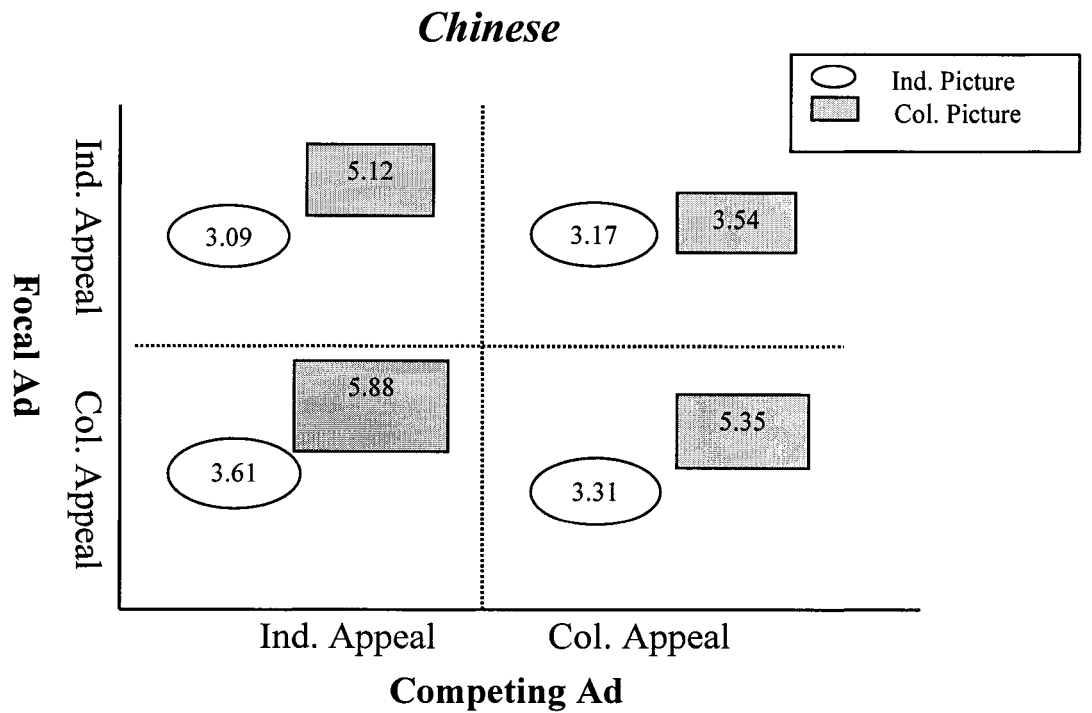 Chinese
Ind. Picture
Col. Picture
Focal Ad
Ind. Appeal
Col. Appeal
5.12
3.09
3.17
3.54
5.88
3.61
5.35
3.31
Ind. Appeal
Col. Appeal
Competing Ad